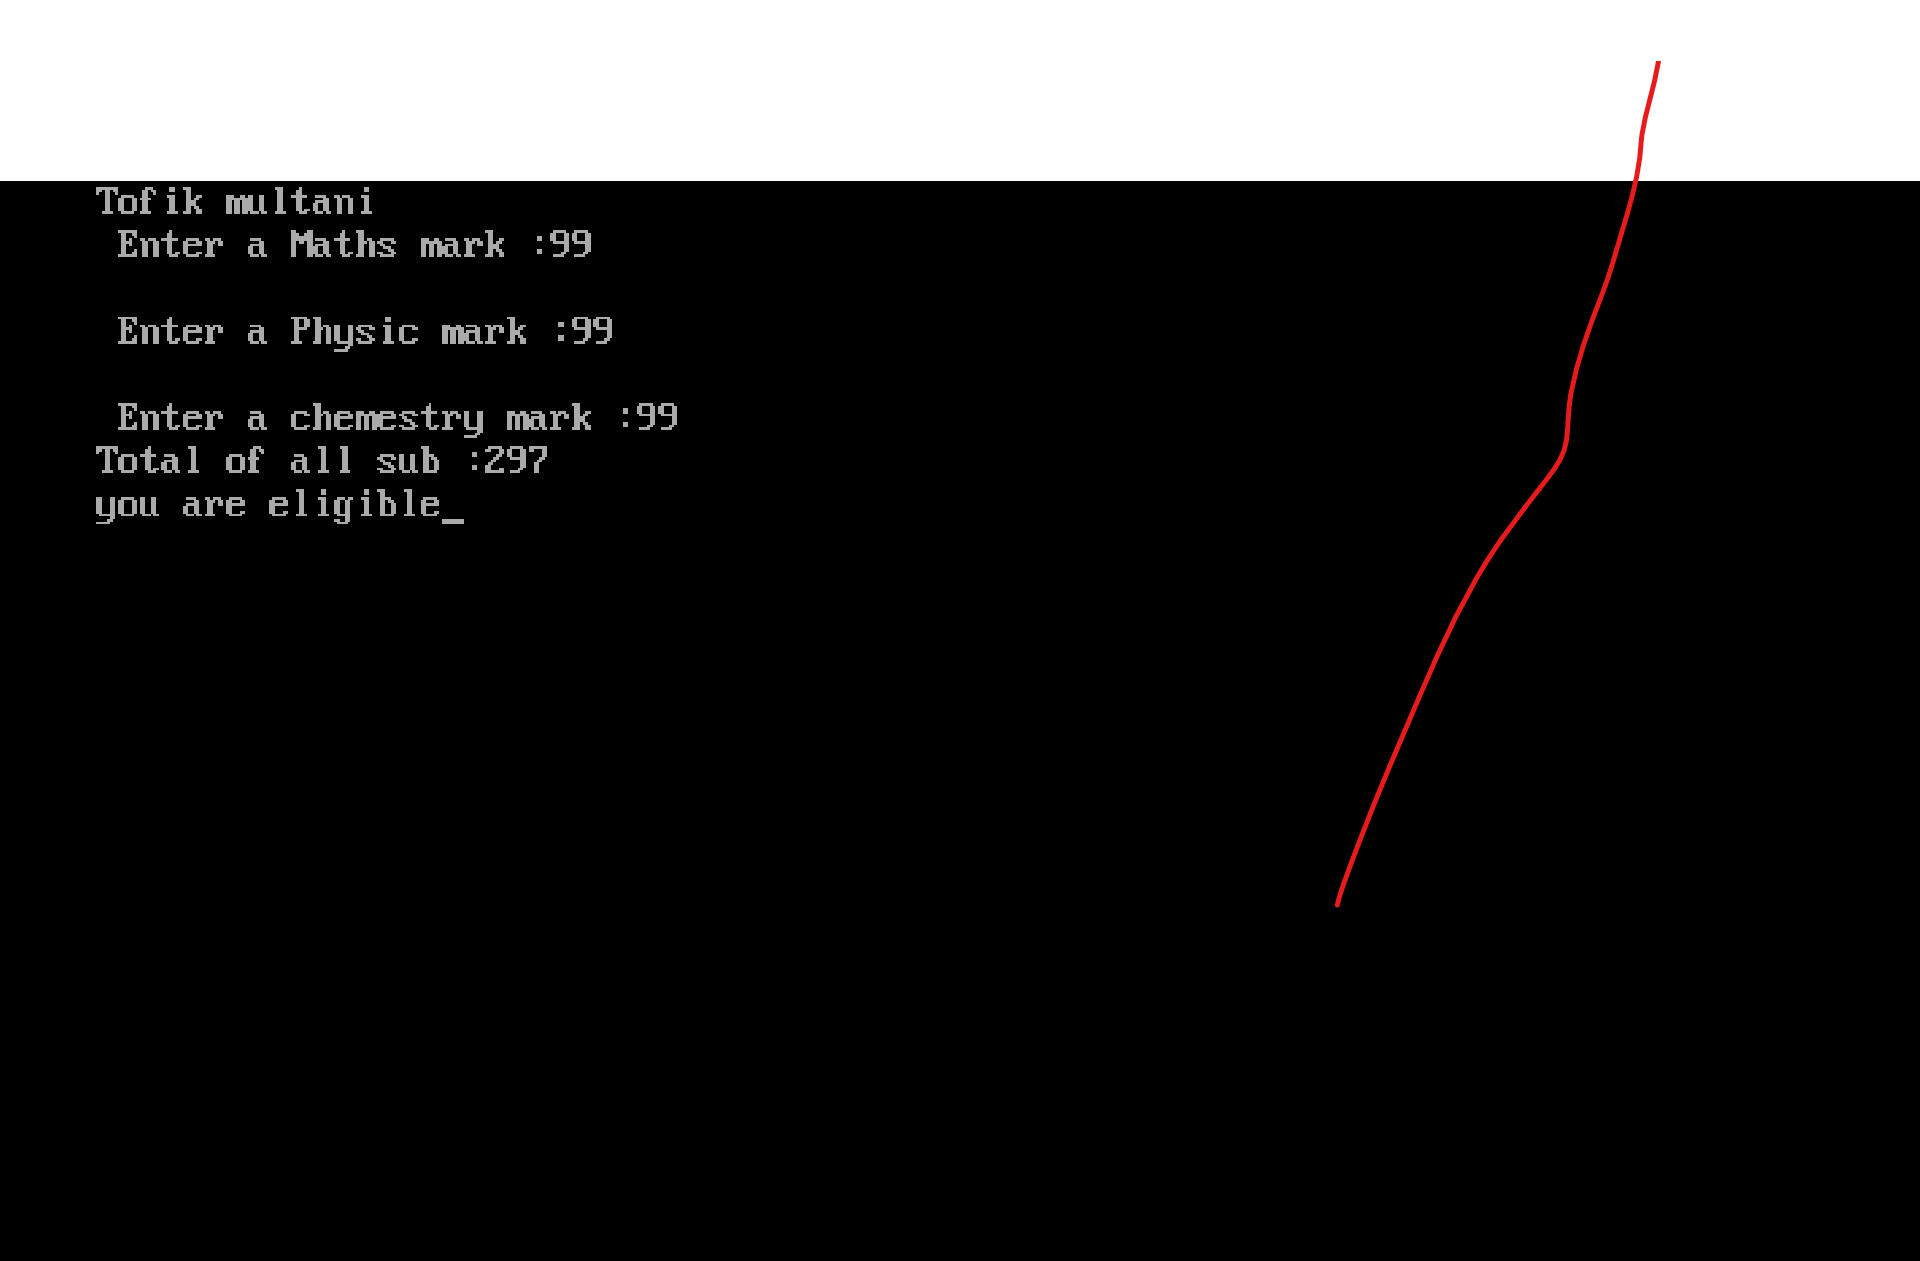 Tofik multani
Enter a Maths mark :99
Enter a Physic mark :99
Enter a chemestry mark :99
Total of all sub :297
you are eligible_